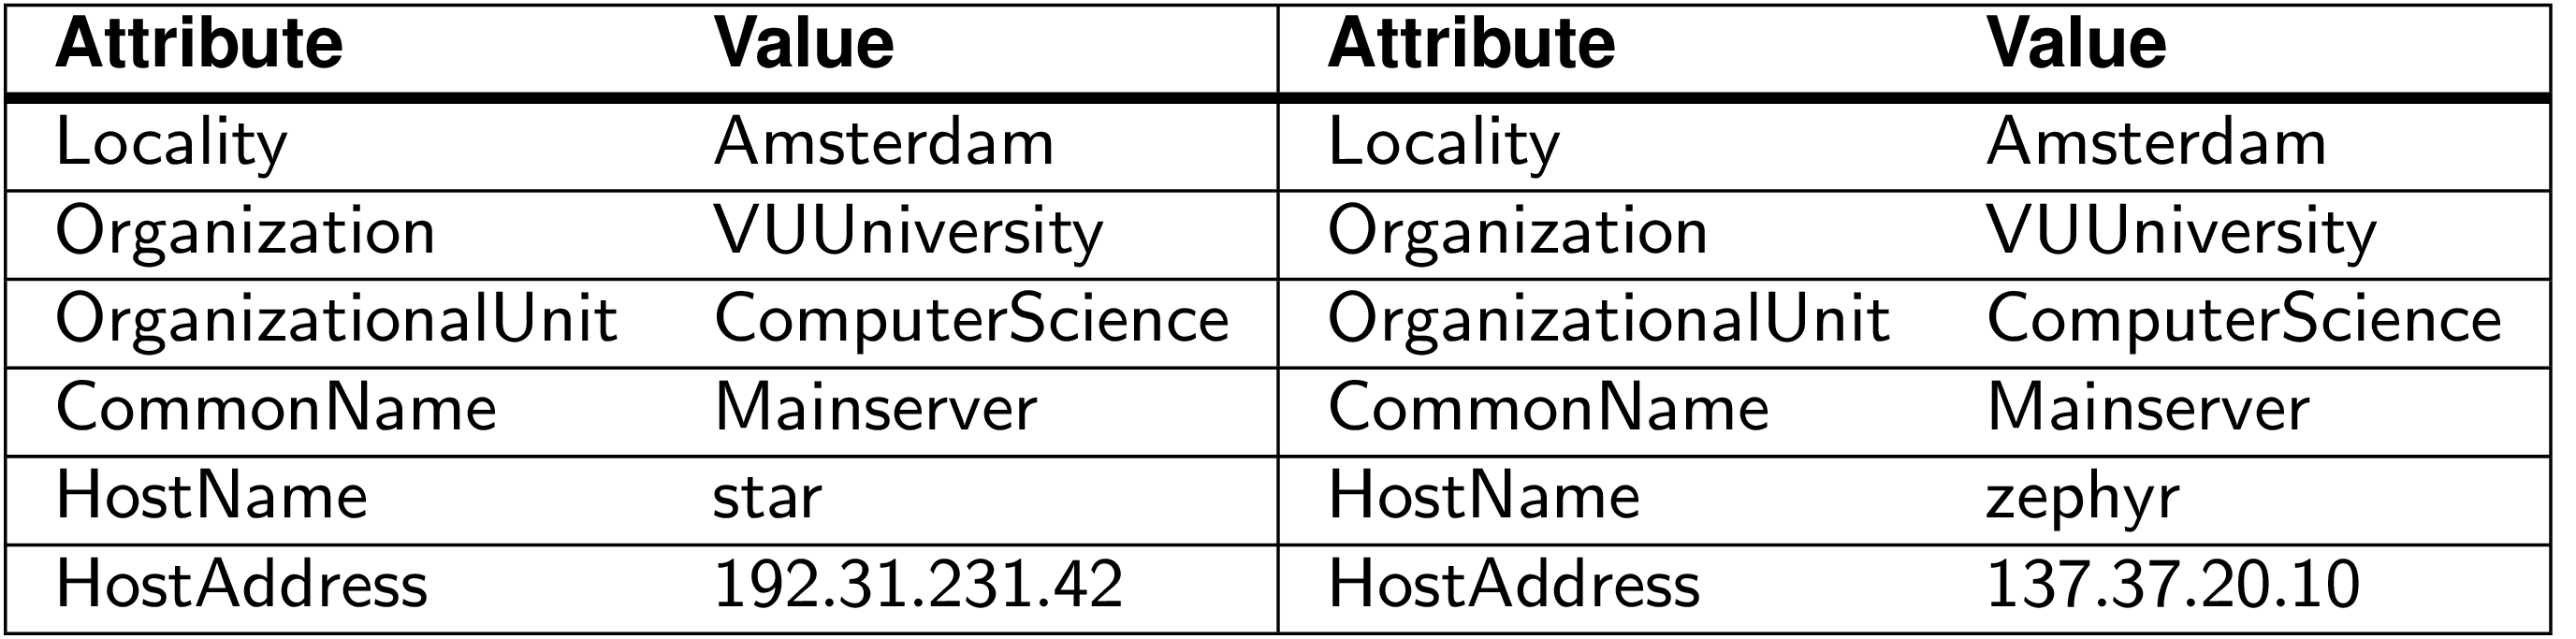 Attribute Value Attribute Value
Locality Amsterdam Locality Amsterdam
Organization VUUniversity Organization VUUniversity
OrganizationalUnit ComputerScience OrganizationalUnit ComputerScience
CommonName Mainserver CommonName Mainserver
HostName star HostName zephyr
HostAddress 192.31.231.42 HostAddress 137.37.20.10